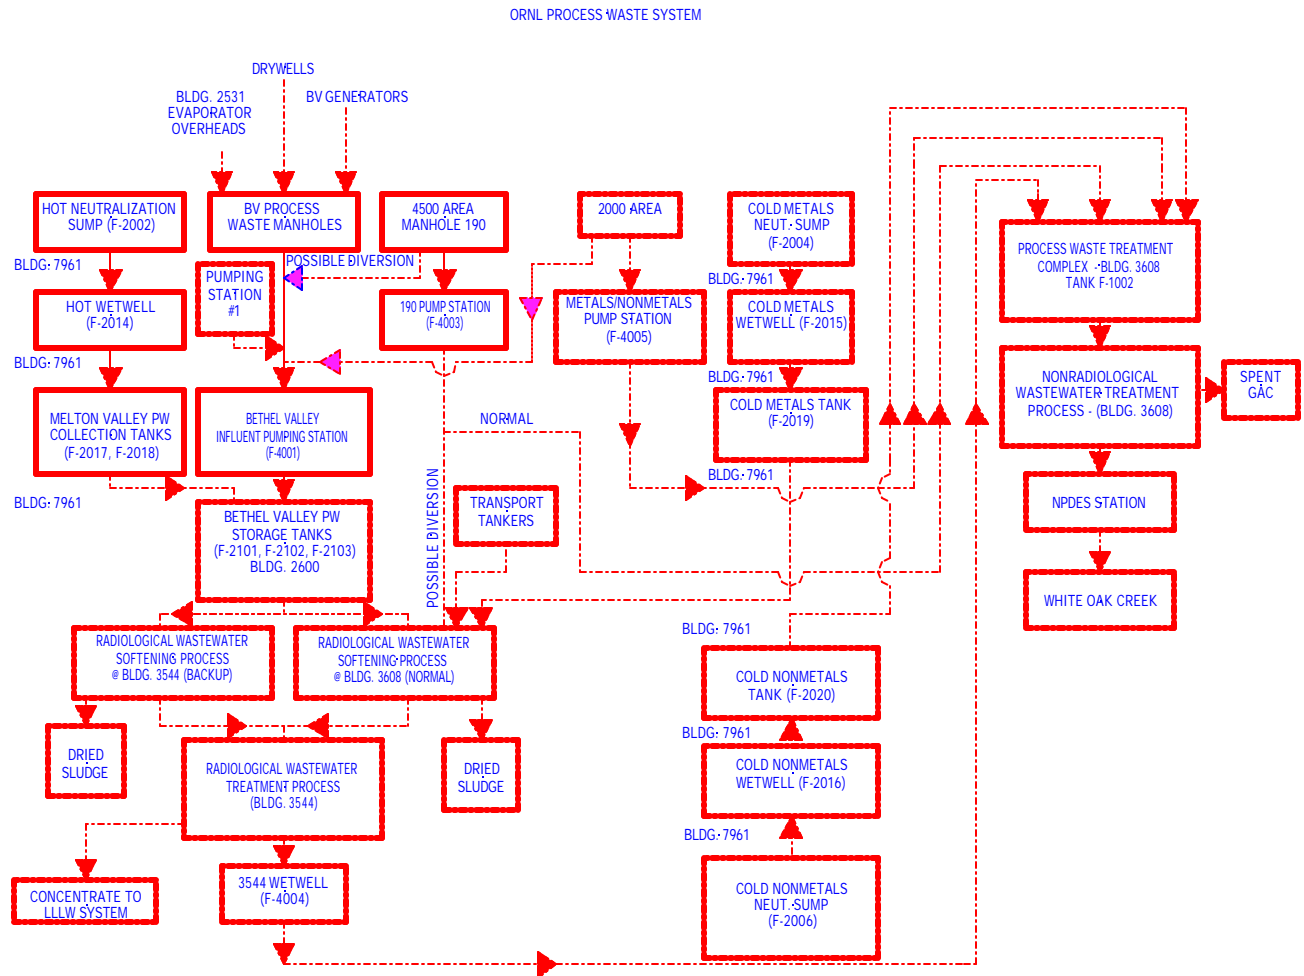 ORNL PROCESS WASTE SYSTEM
DRYWELLS
BLDG. 2531
EVAPORATOR
OVERHEADS
BV GENERATORS
HOT NEUTRALIZATION
SUMP (F-2002)
BV PROCESS
WASTE MANHOLES
4500 AREA
MANHOLE 190
2000 AREA
COLD METALS
NEUT. SUMP
(F-2004)
PROCESS WASTE TREATMENT
COMPLEX - BLDG. 3608
TANK F-1002
BLDG. 7961
POSSIBLE DIVERSION
PUMPING
STATION
#1
BLDG. 7961
HOT WETWELL
(F-2014)
190 PUMP STATION
(F-4003)
METALS/NONMETALS
PUMP STATION
(F-4005)
COLD METALS
WETWELL (F-2015)
BLDG. 7961
BLDG. 7961
NONRADIOLOGICAL
WASTEWATER TREATMENT
PROCESS - (BLDG. 3608)
SPENT
GAC
MELTON VALLEY PW
COLLECTION TANKS
(F-2017, F-2018)
BETHEL VALLEY
INFLUENT PUMPING STATION
(F-4001)
NORMAL
COLD METALS TANK
(F-2019)
BLDG. 7961
BLDG. 7961
POSSIBLE DIVERSION
TRANSPORT
TANKERS
NPDES STATION
BETHEL VALLEY PW
STORAGE TANKS
(F-2101, F-2102, F-2103)
BLDG. 2600
WHITE OAK CREEK
RADIOLOGICAL WASTEWATER
SOFTENING PROCESS
@ BLDG. 3544 (BACKUP)
RADIOLOGICAL WASTEWATER
SOFTENING PROCESS
@ BLDG. 3608 (NORMAL)
BLDG. 7961
COLD NONMETALS
TANK (F-2020)
BLDG. 7961
DRIED
SLUDGE
RADIOLOGICAL WASTEWATER
TREATMENT PROCESS
(BLDG. 3544)
DRIED
SLUDGE
COLD NONMETALS
WETWELL (F-2016)
BLDG. 7961
CONCENTRATE TO
LLLW SYSTEM
3544 WETWELL
(F-4004)
COLD NONMETALS
NEUT. SUMP
(F-2006)